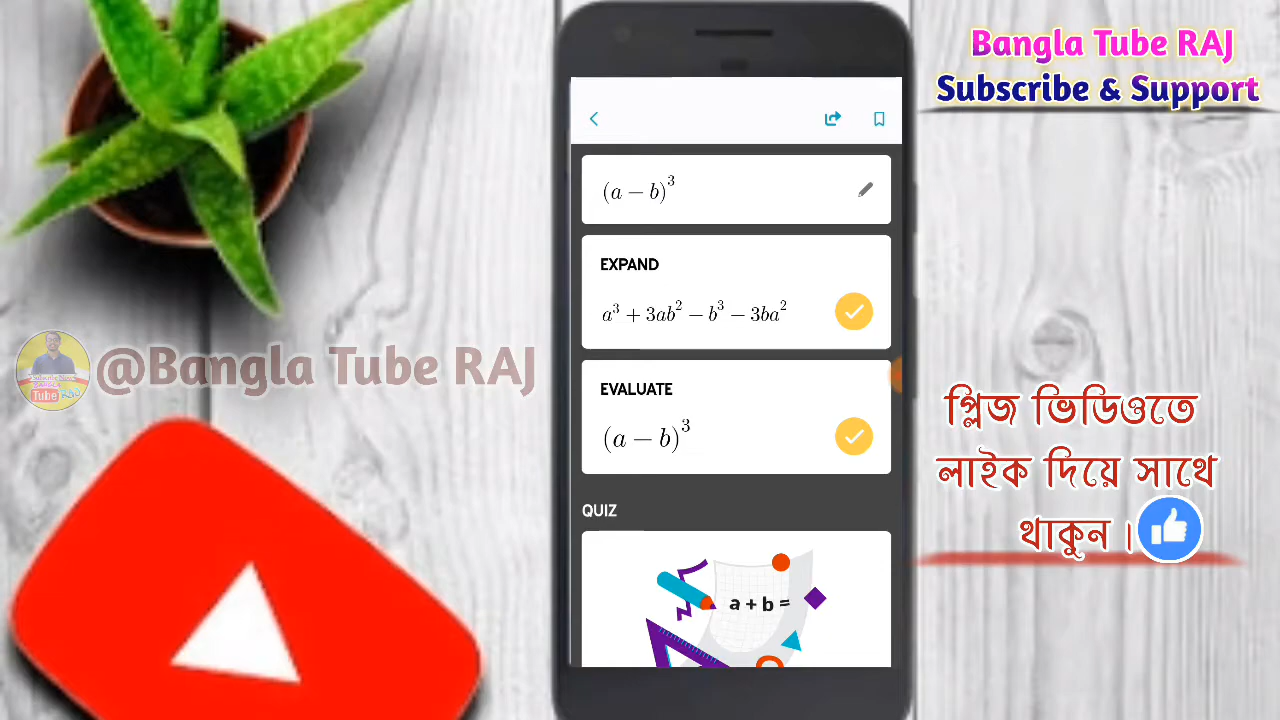 Bangla Tube RAJ
Subscribe & Support
(a − b)³
EXPAND
a³ + 3ab² − b³ − 3ba²
EVALUATE
(a − b)³
QUIZ
a + b =
@Bangla Tube RAJ
Tube
প্লিজ ভিডিওতে
লাইক দিয়ে সাথে
থাকুন।